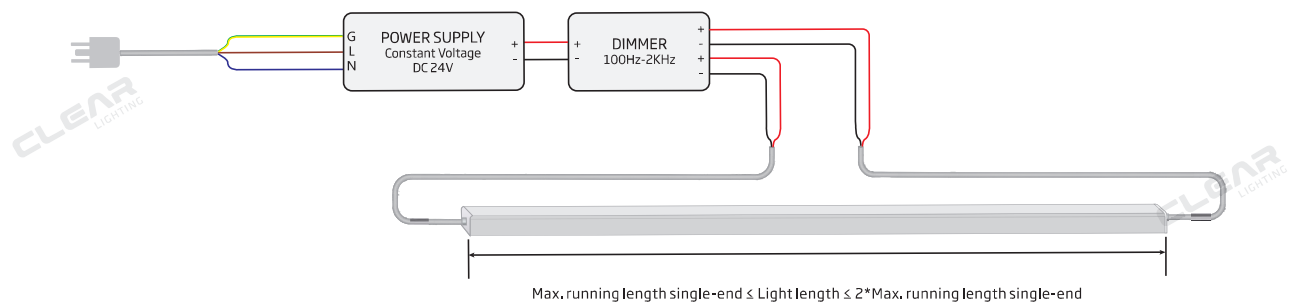 G
L
N
POWER SUPPLY
Constant Voltage
DC 24V
+
-
+
-
DIMMER
100Hz-2KHz
+
-
+
-
CLEAR
LIGHTING
CLEAR
LIGHTING
Max. running length single-end ≤ Light length ≤ 2*Max. running length single-end